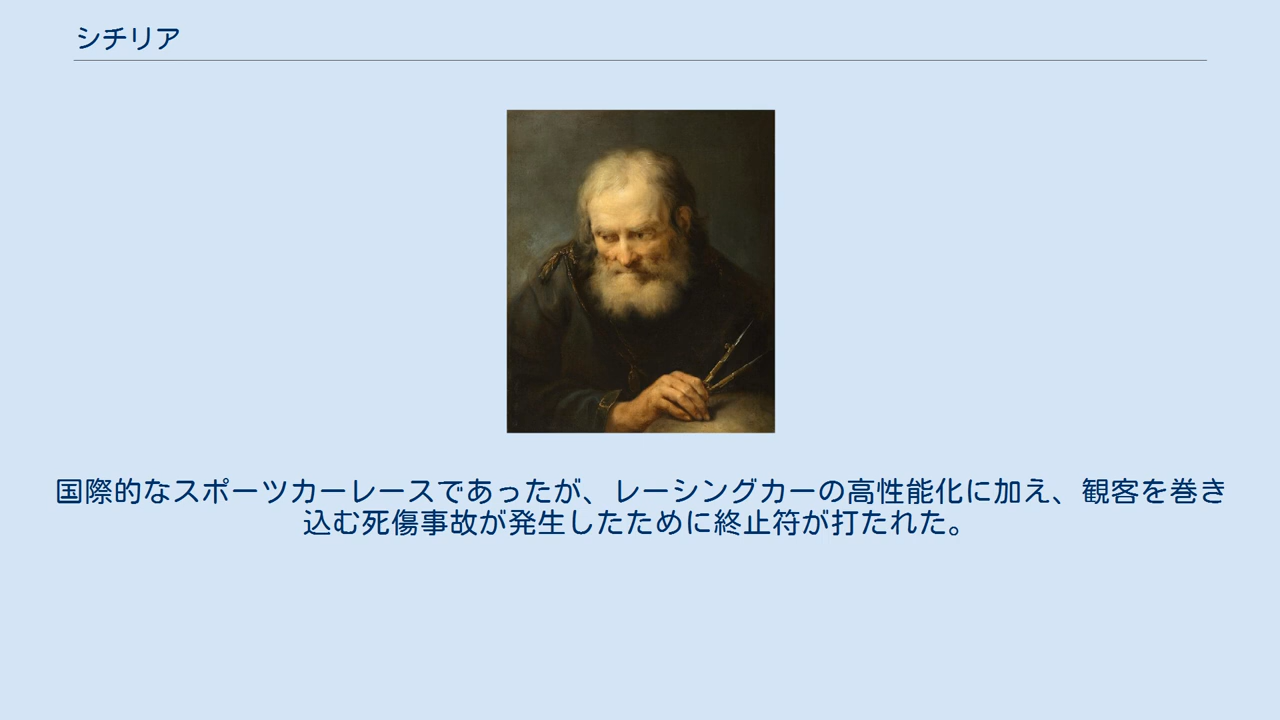 シチリア
国際的なスポーツカーレースであったが、レーシングカーの高性能化に加え、観客を巻き
込む死傷事故が発生したために終止符が打たれた。